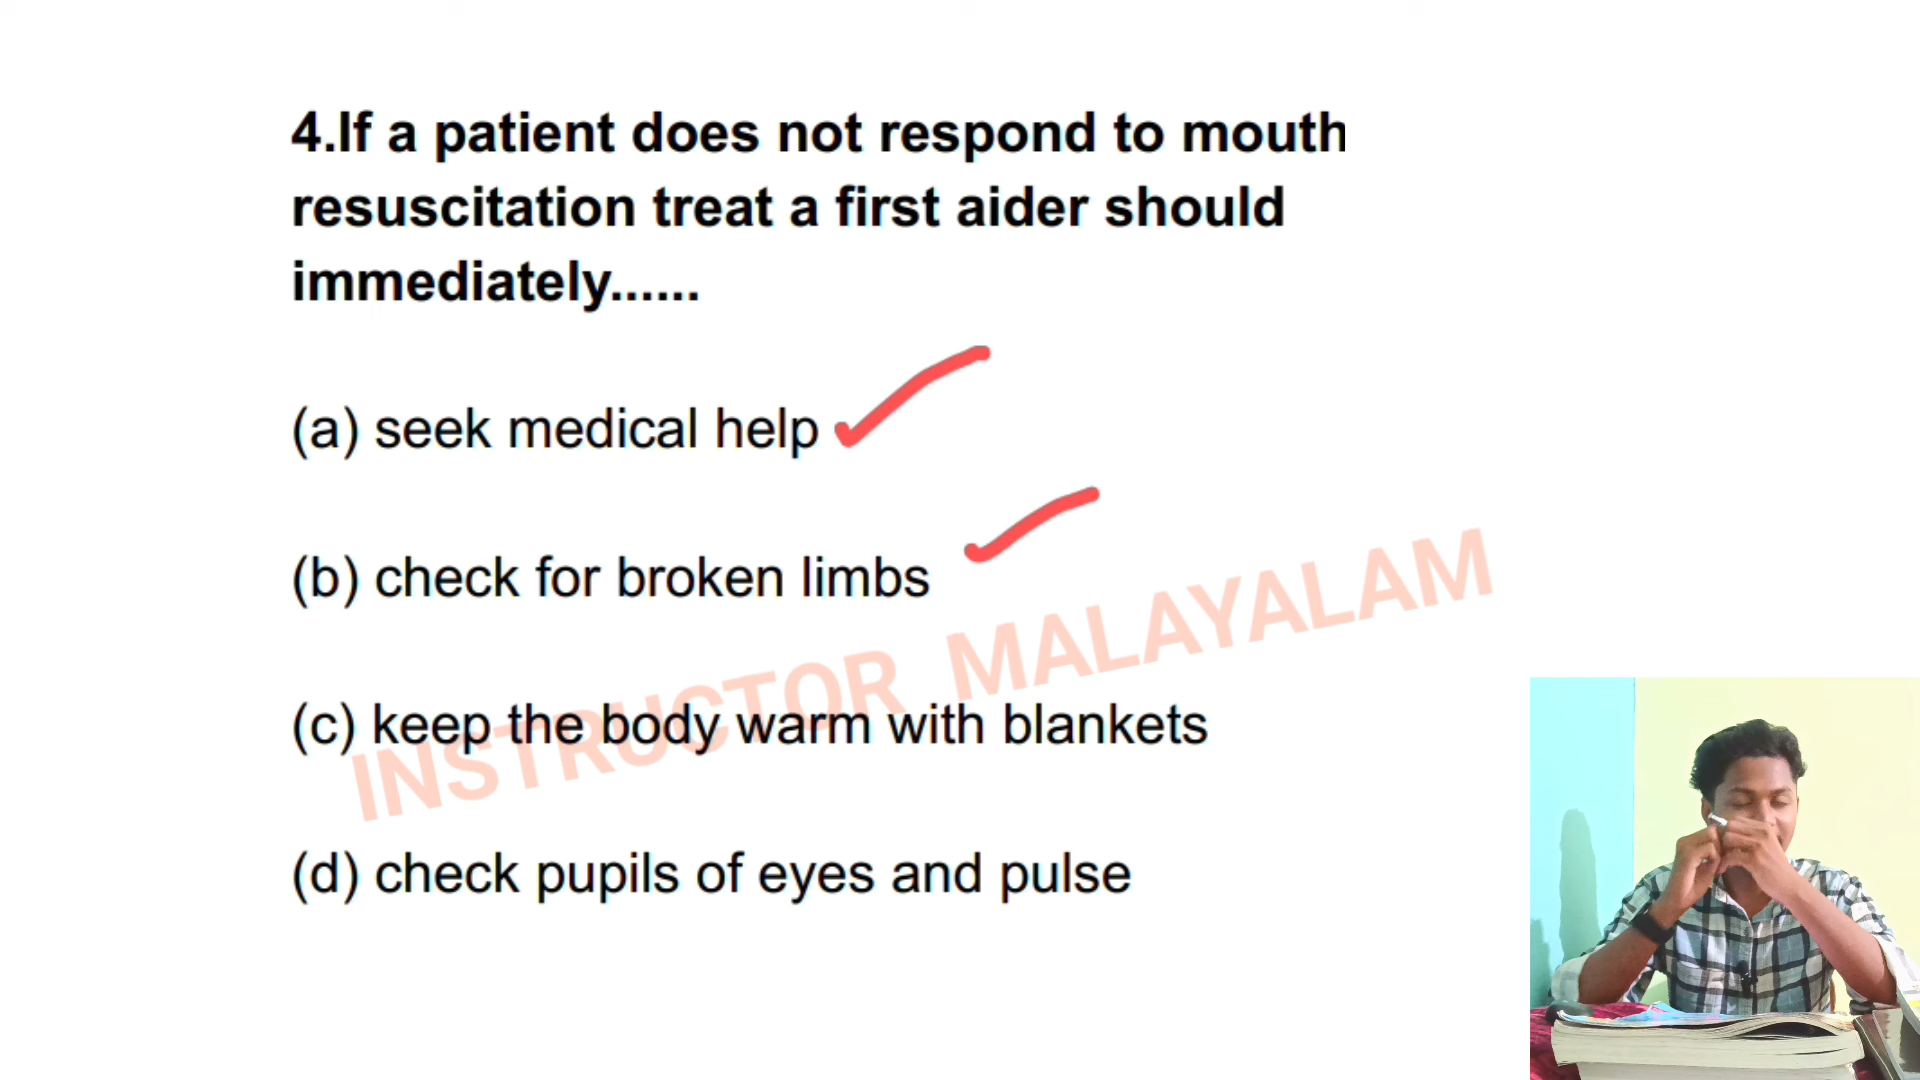 4.If a patient does not respond to mouth
resuscitation treat a first aider should
immediately......
(a) seek medical help
(b) check for broken limbs
(c) keep the body warm with blankets
(d) check pupils of eyes and pulse
INSTRUCTOR MALAYALAM